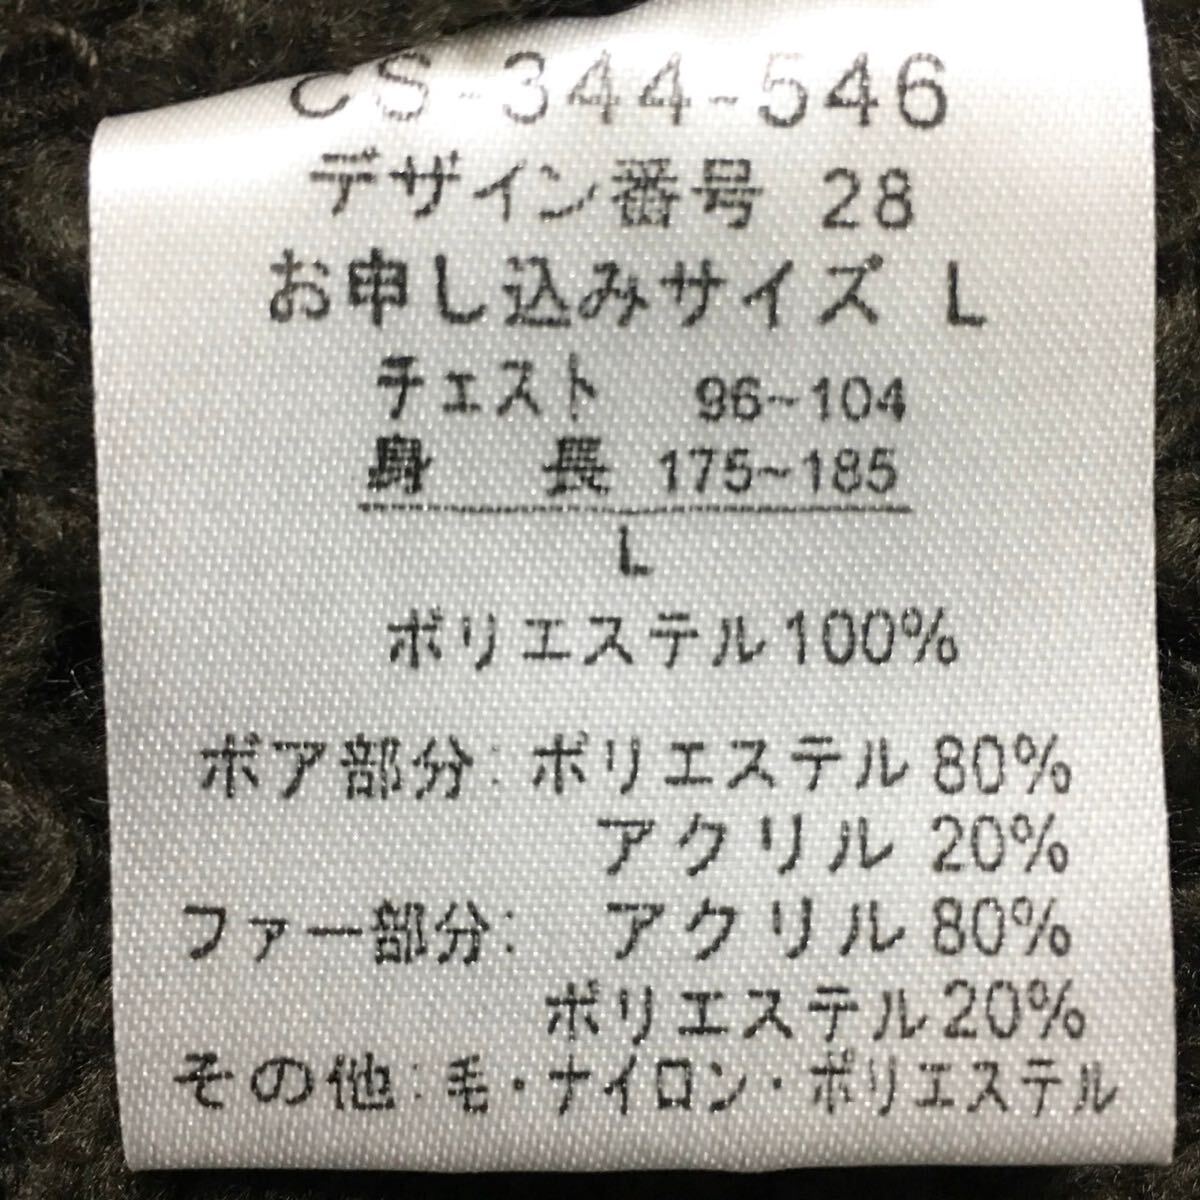 CS-344-546
デザイン番号 28
お申し込みサイズ L
チェスト 96~104
身 長 175~185
L
ポリエステル100%
ボア部分: ポリエステル 80%
アクリル 20%
ファー部分: アクリル 80%
ポリエステル20%
その他:毛・ナイロン・ポリエステル